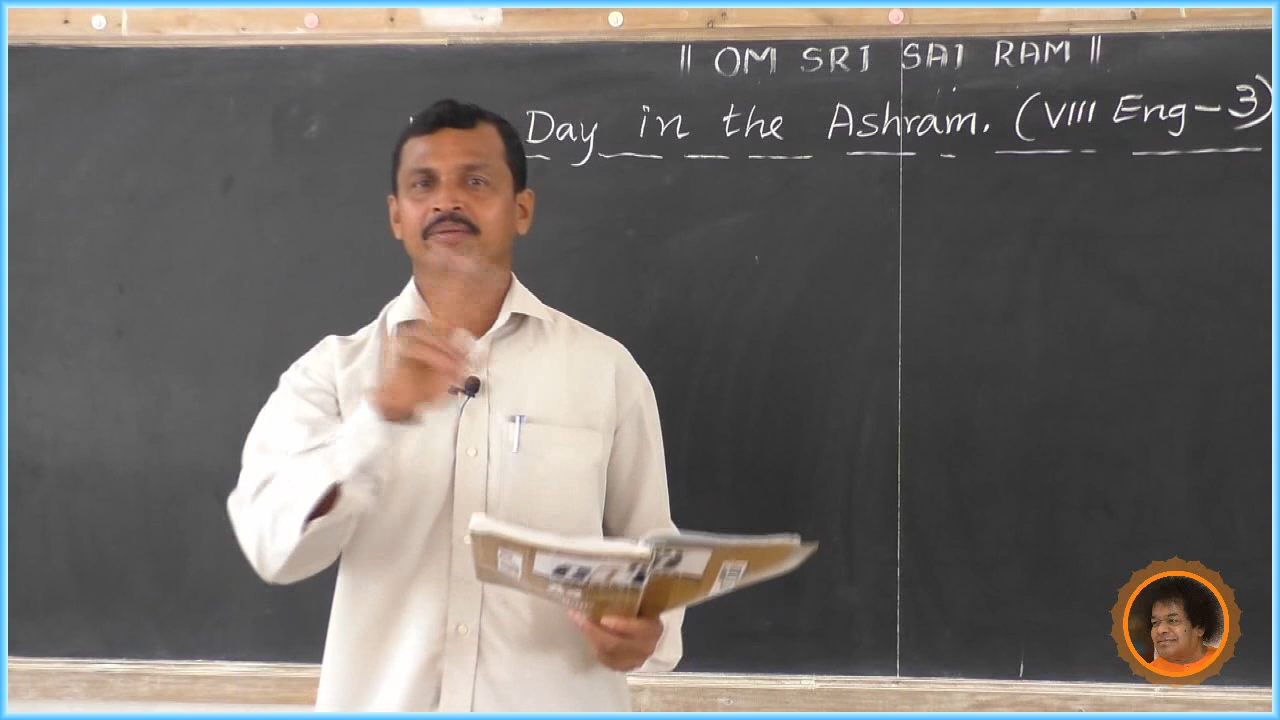 || OM SRI SAI RAM ||
Day in the Ashram. (VIII Eng-3)